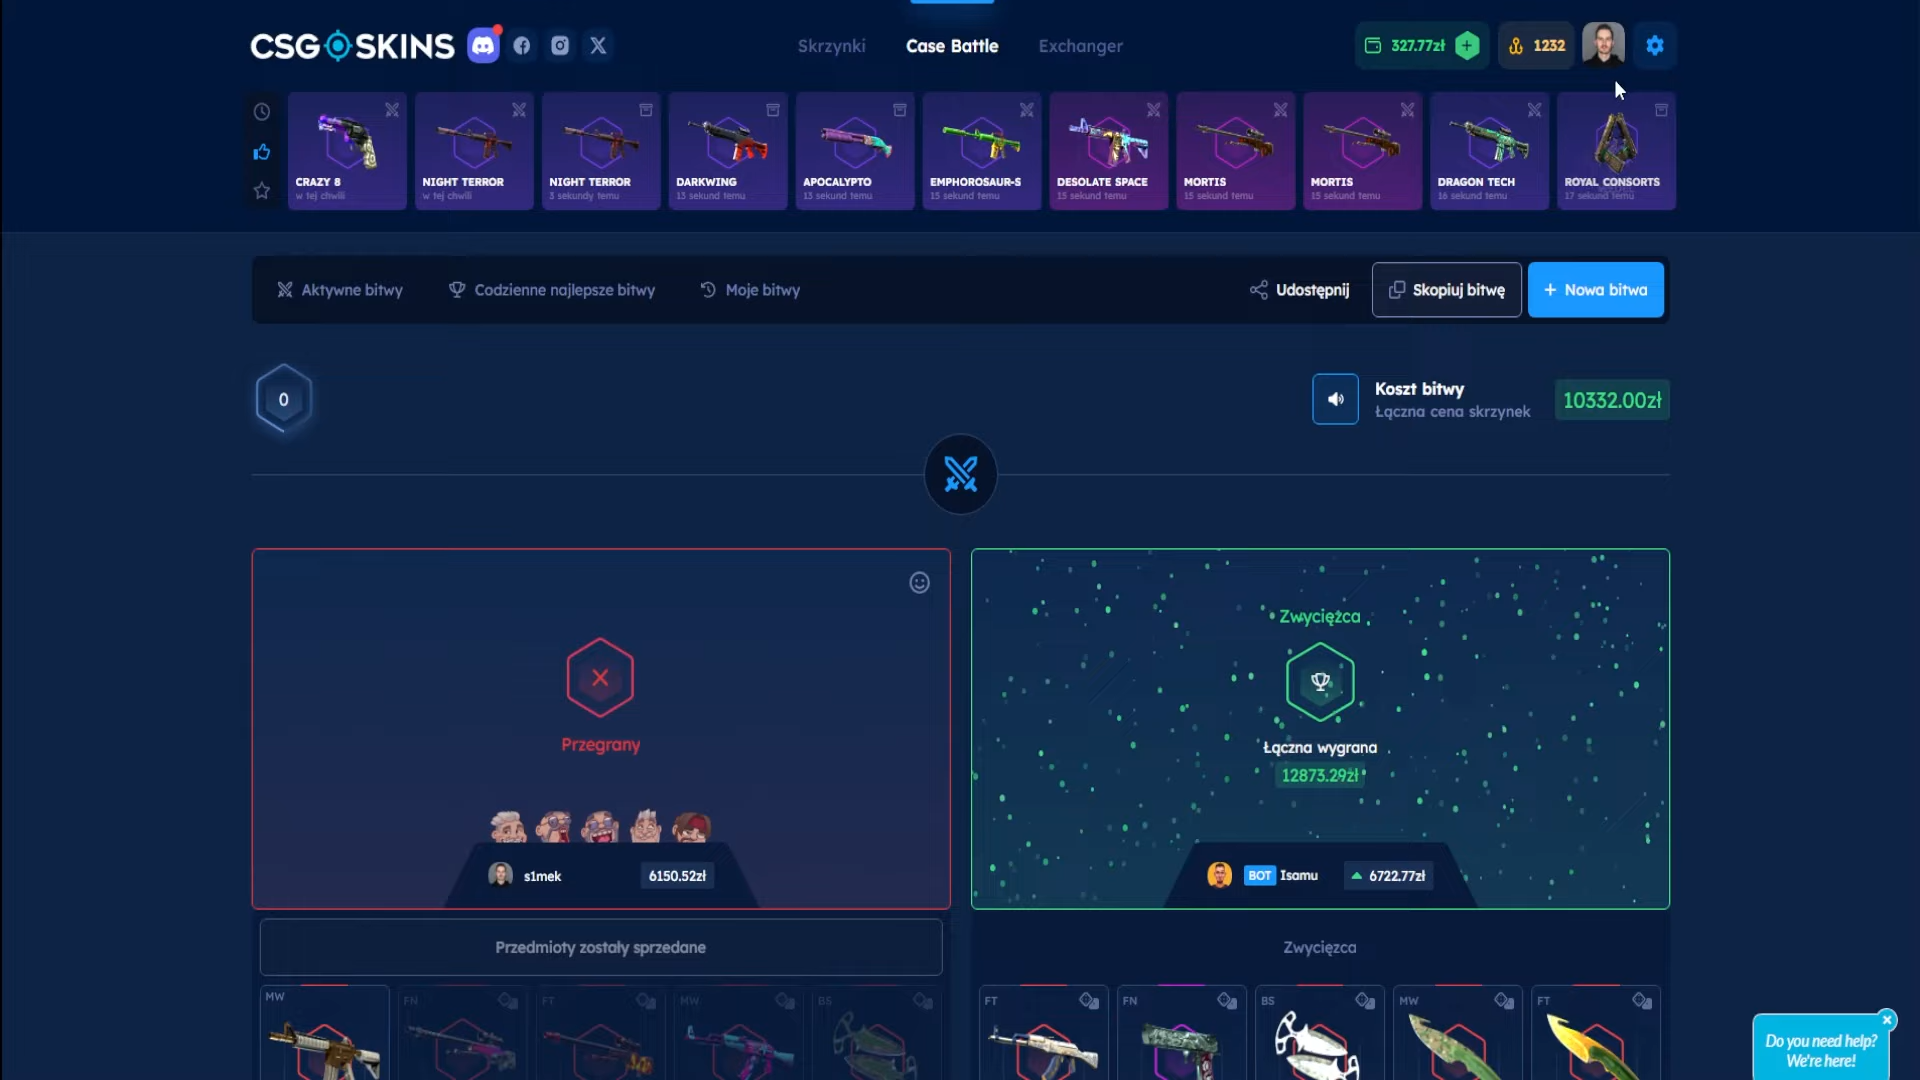 CSG SKINS
Skrzynki
Case Battle
Exchanger
327.77zł
1232
CRAZY 8
w tej chwili
NIGHT TERROR
w tej chwili
NIGHT TERROR
3 sekundy temu
DARKWING
13 sekund temu
APOCALYPTO
13 sekund temu
EMPHOROSAUR-S
15 sekund temu
DESOLATE SPACE
15 sekund temu
MORTIS
15 sekund temu
MORTIS
15 sekund temu
DRAGON TECH
16 sekund temu
ROYAL CONSORTS
17 sekund temu
Aktywne bitwy
Codzienne najlepsze bitwy
Moje bitwy
Udostępnij
Skopiuj bitwę
+ Nowa bitwa
0
Koszt bitwy
Łączna cena skrzynek
10332.00zł
Przegrany
s1mek
6150.52zł
Zwycięzca
Łączna wygrana
12873.29zł
BOT Isamu
6722.77zł
Przedmioty zostały sprzedane
Zwycięzca
MW
FN
FT
MW
BS
FT
FN
BS
MW
FT
Do you need help?
We're here!